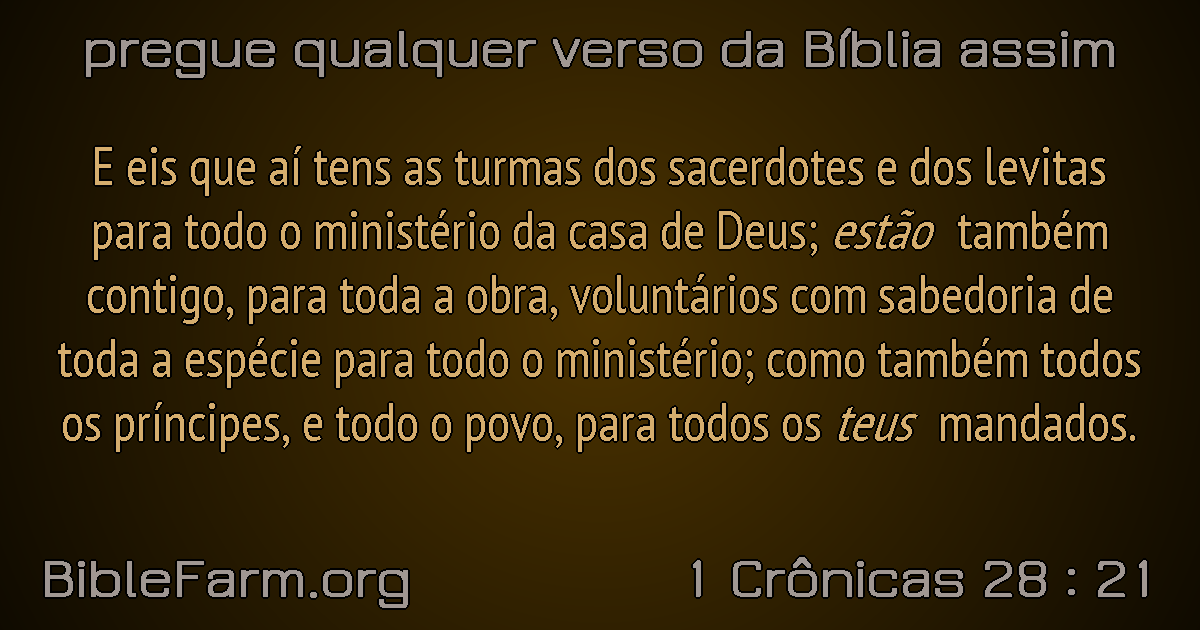 pregue qualquer verso da Bíblia assim
E eis que aí tens as turmas dos sacerdotes e dos levitas
para todo o ministério da casa de Deus; estão também
contigo, para toda a obra, voluntários com sabedoria de
toda a espécie para todo o ministério; como também todos
os príncipes, e todo o povo, para todos os teus mandados.
BibleFarm.org 1 Crônicas 28 : 21